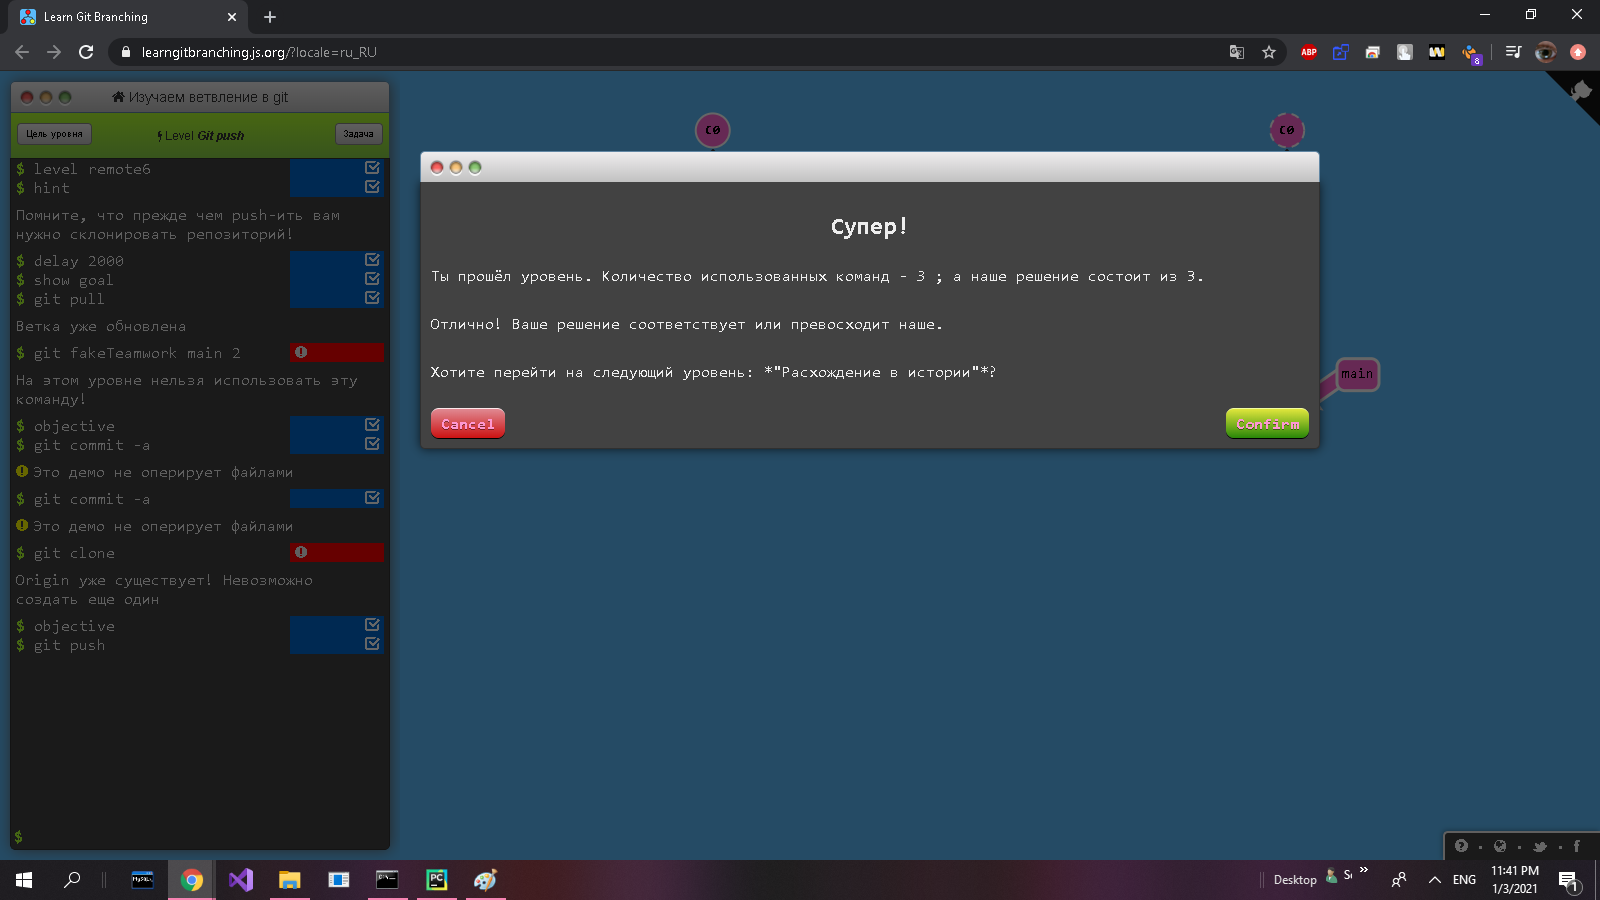 Learn Git Branching
learngitbranching.js.org/?locale=ru_RU
ABP
8
Изучаем ветвление в git
Цель уровня
Level Git push
Задача
$ level remote6
$ hint
Помните, что прежде чем push-ить вам
нужно склонировать репозиторий!
$ delay 2000
$ show goal
$ git pull
Ветка уже обновлена
$ git fakeTeamwork main 2
На этом уровне нельзя использовать эту
команду!
$ objective
$ git commit -a
Это демо не оперирует файлами
$ git commit -a
Это демо не оперирует файлами
$ git clone
Origin уже существует! Невозможно
создать еще один
$ objective
$ git push
$
C0
C0
main
Супер!
Ты прошёл уровень. Количество использованных команд - 3 ; а наше решение состоит из 3.
Отлично! Ваше решение соответствует или превосходит наше.
Хотите перейти на следующий уровень: *"Расхождение в истории"*?
Cancel
Confirm
MySQL
PC
Desktop
ENG
11:41 PM
1/3/2021
1